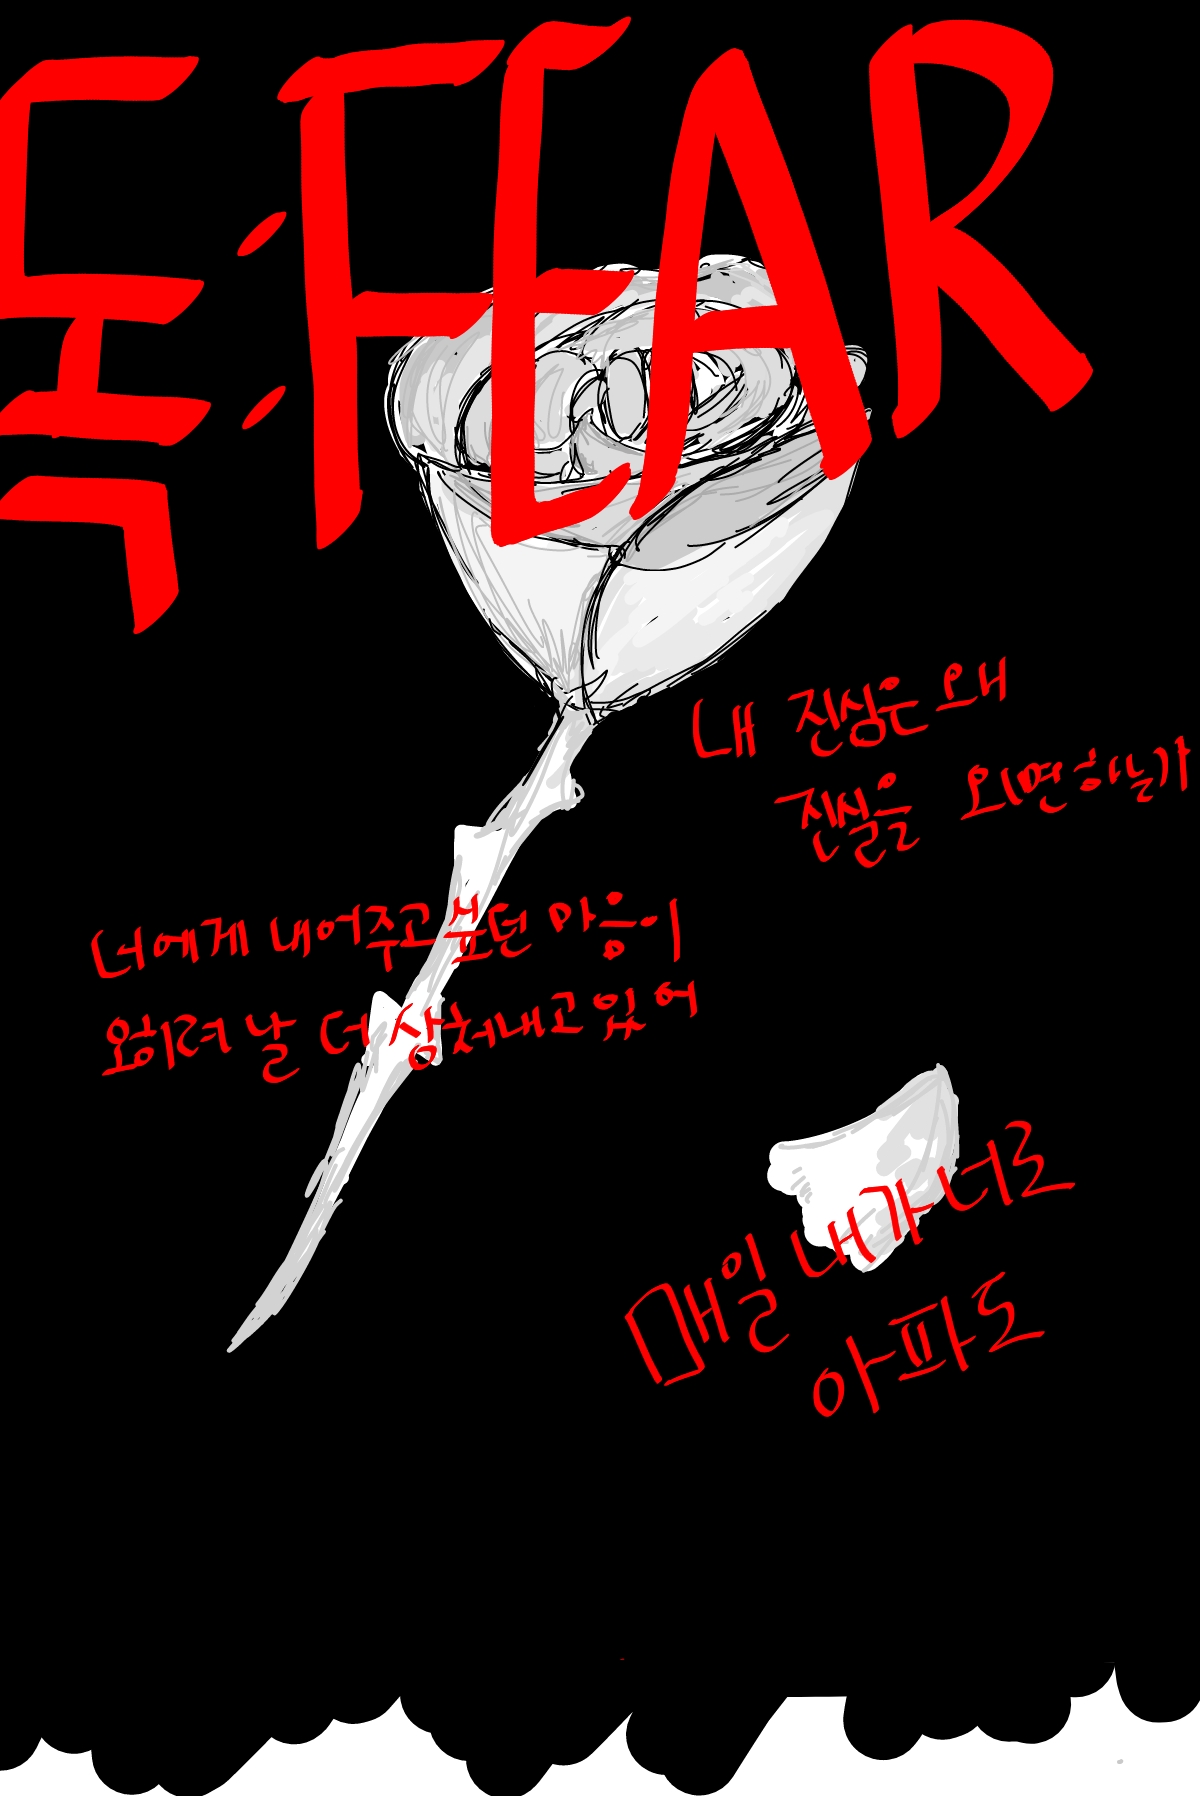 독:FEAR
내 진심은 왜
진실을 외면하는가
너에게 내어주고 싶던 마음이
외히려 날 더 상처내고 있어
매일 내가 너로
아파도